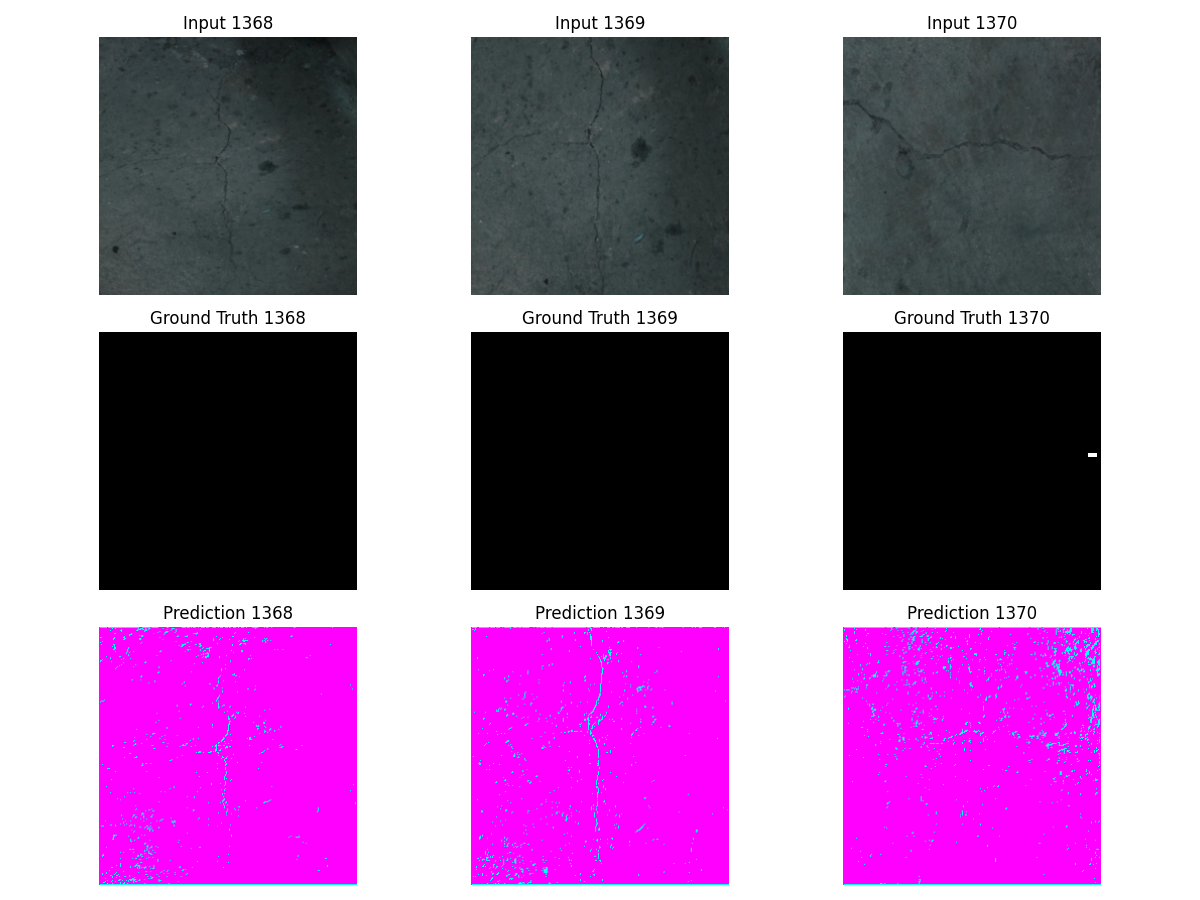 Input 1368
Input 1369
Input 1370
Ground Truth 1368
Ground Truth 1369
Ground Truth 1370
Prediction 1368
Prediction 1369
Prediction 1370